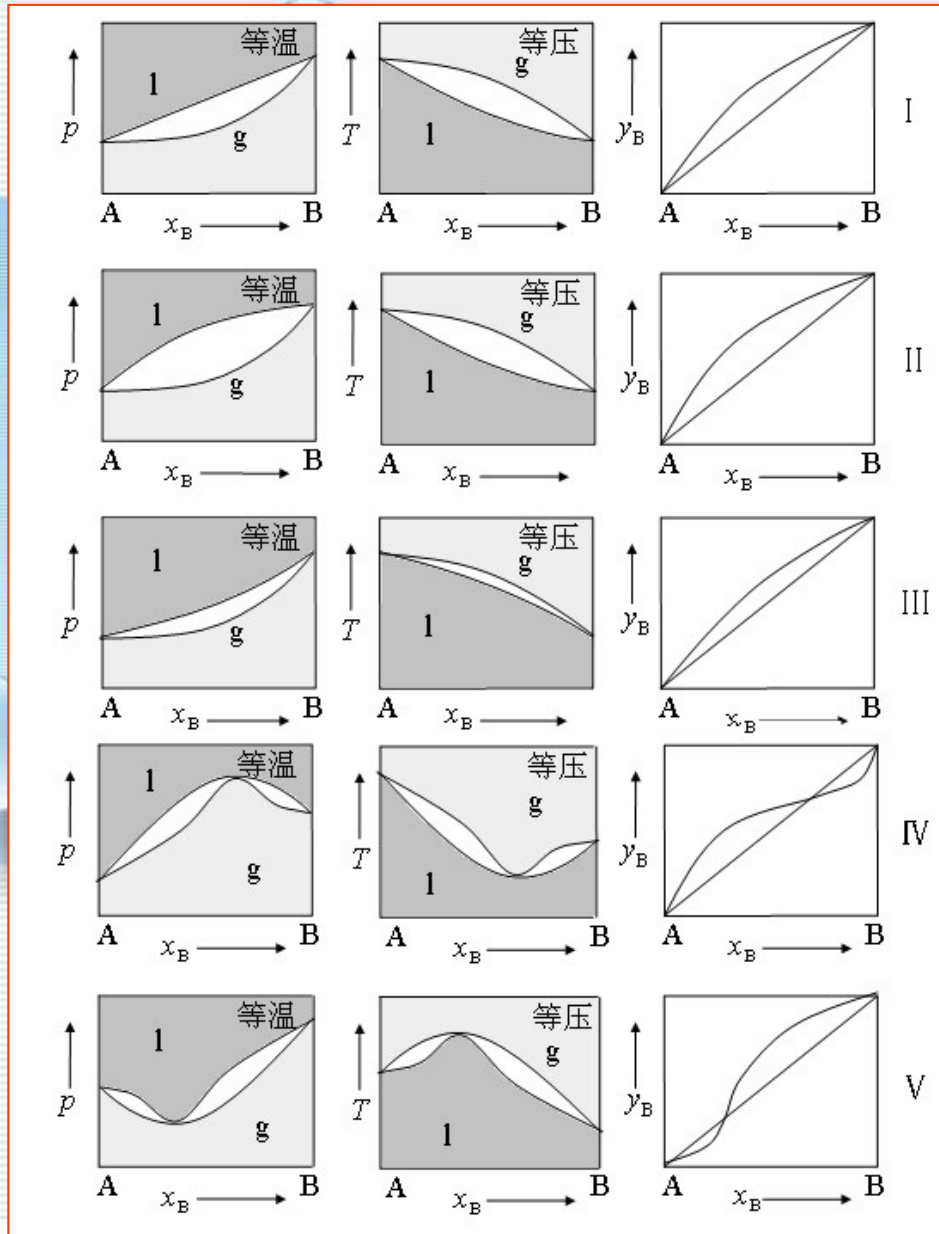 等温 等压
l g g
p g T l y_B I
A B A B A B
x_B x_B x_B
等温 等压
l g
p g T l y_B II
A B A B A B
x_B x_B x_B
等温 等压
l g
p g T l y_B III
A B A B A B
x_B x_B x_B
等温 等压
l g
p g T l y_B IV
A B A B A B
x_B x_B x_B
等温 等压
l g
p g T l y_B V
A B A B A B
x_B x_B x_B